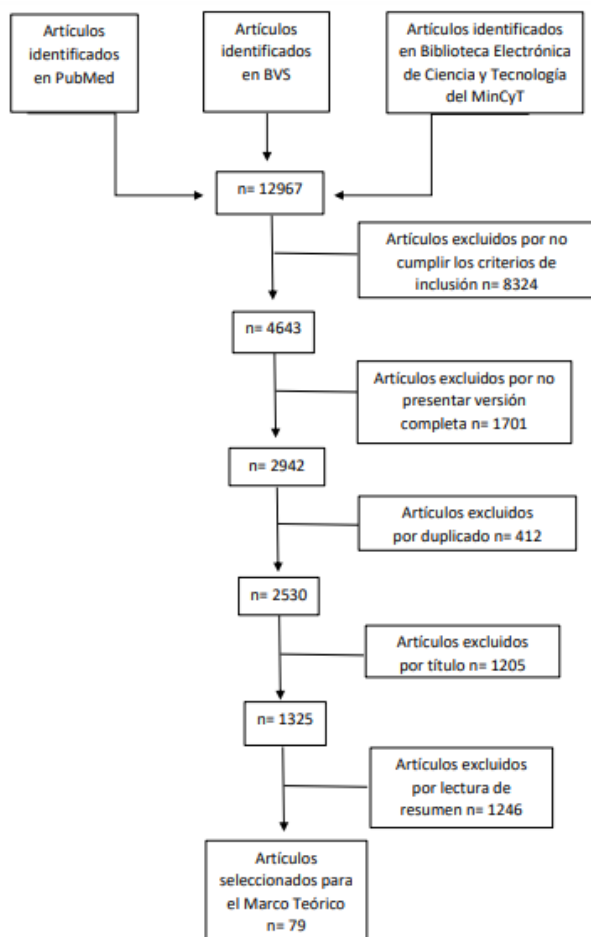 Artículos
identificados
en PubMed
Artículos
identificados
en BVS
Artículos identificados
en Biblioteca Electrónica
de Ciencia y Tecnología
del MinCyT
n= 12967
Artículos excluidos por no
cumplir los criterios de
inclusión n= 8324
n= 4643
Artículos excluidos por no
presentar versión
completa n= 1701
n= 2942
Artículos excluidos
por duplicado n= 412
n= 2530
Artículos excluidos
por título n= 1205
n= 1325
Artículos excluidos
por lectura de
resumen n= 1246
Artículos
seleccionados para
el Marco Teórico
n= 79